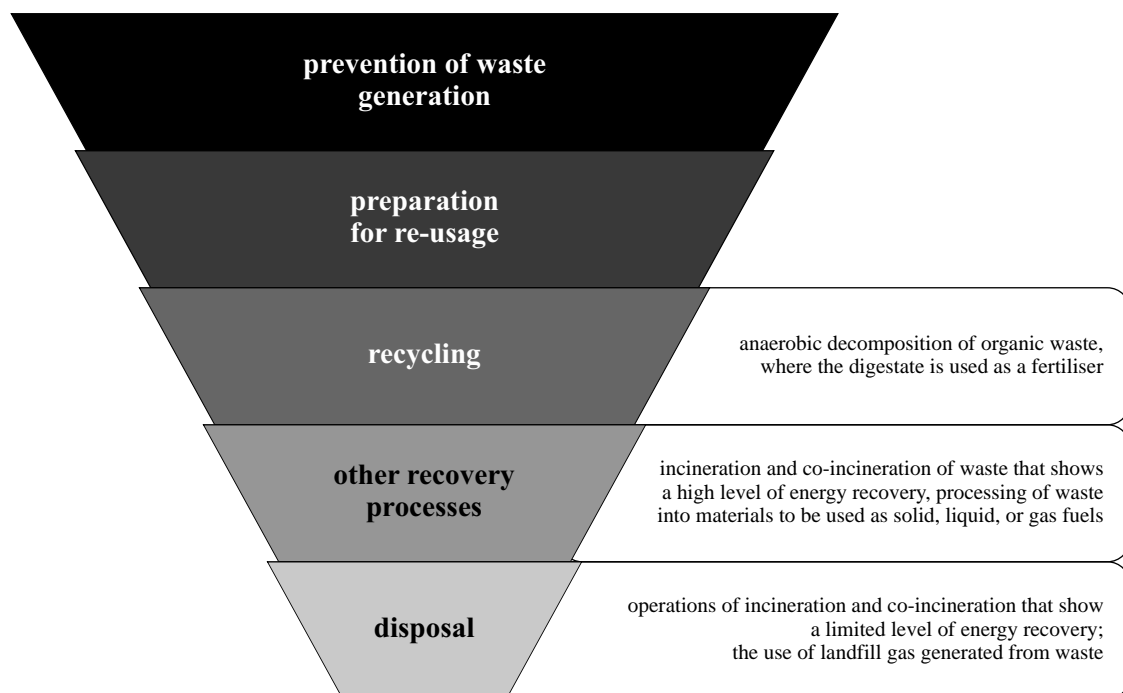 prevention of waste
generation
preparation
for re-usage
recycling
anaerobic decomposition of organic waste,
where the digestate is used as a fertiliser
other recovery
processes
incineration and co-incineration of waste that shows
a high level of energy recovery, processing of waste
into materials to be used as solid, liquid, or gas fuels
disposal
operations of incineration and co-incineration that show
a limited level of energy recovery;
the use of landfill gas generated from waste